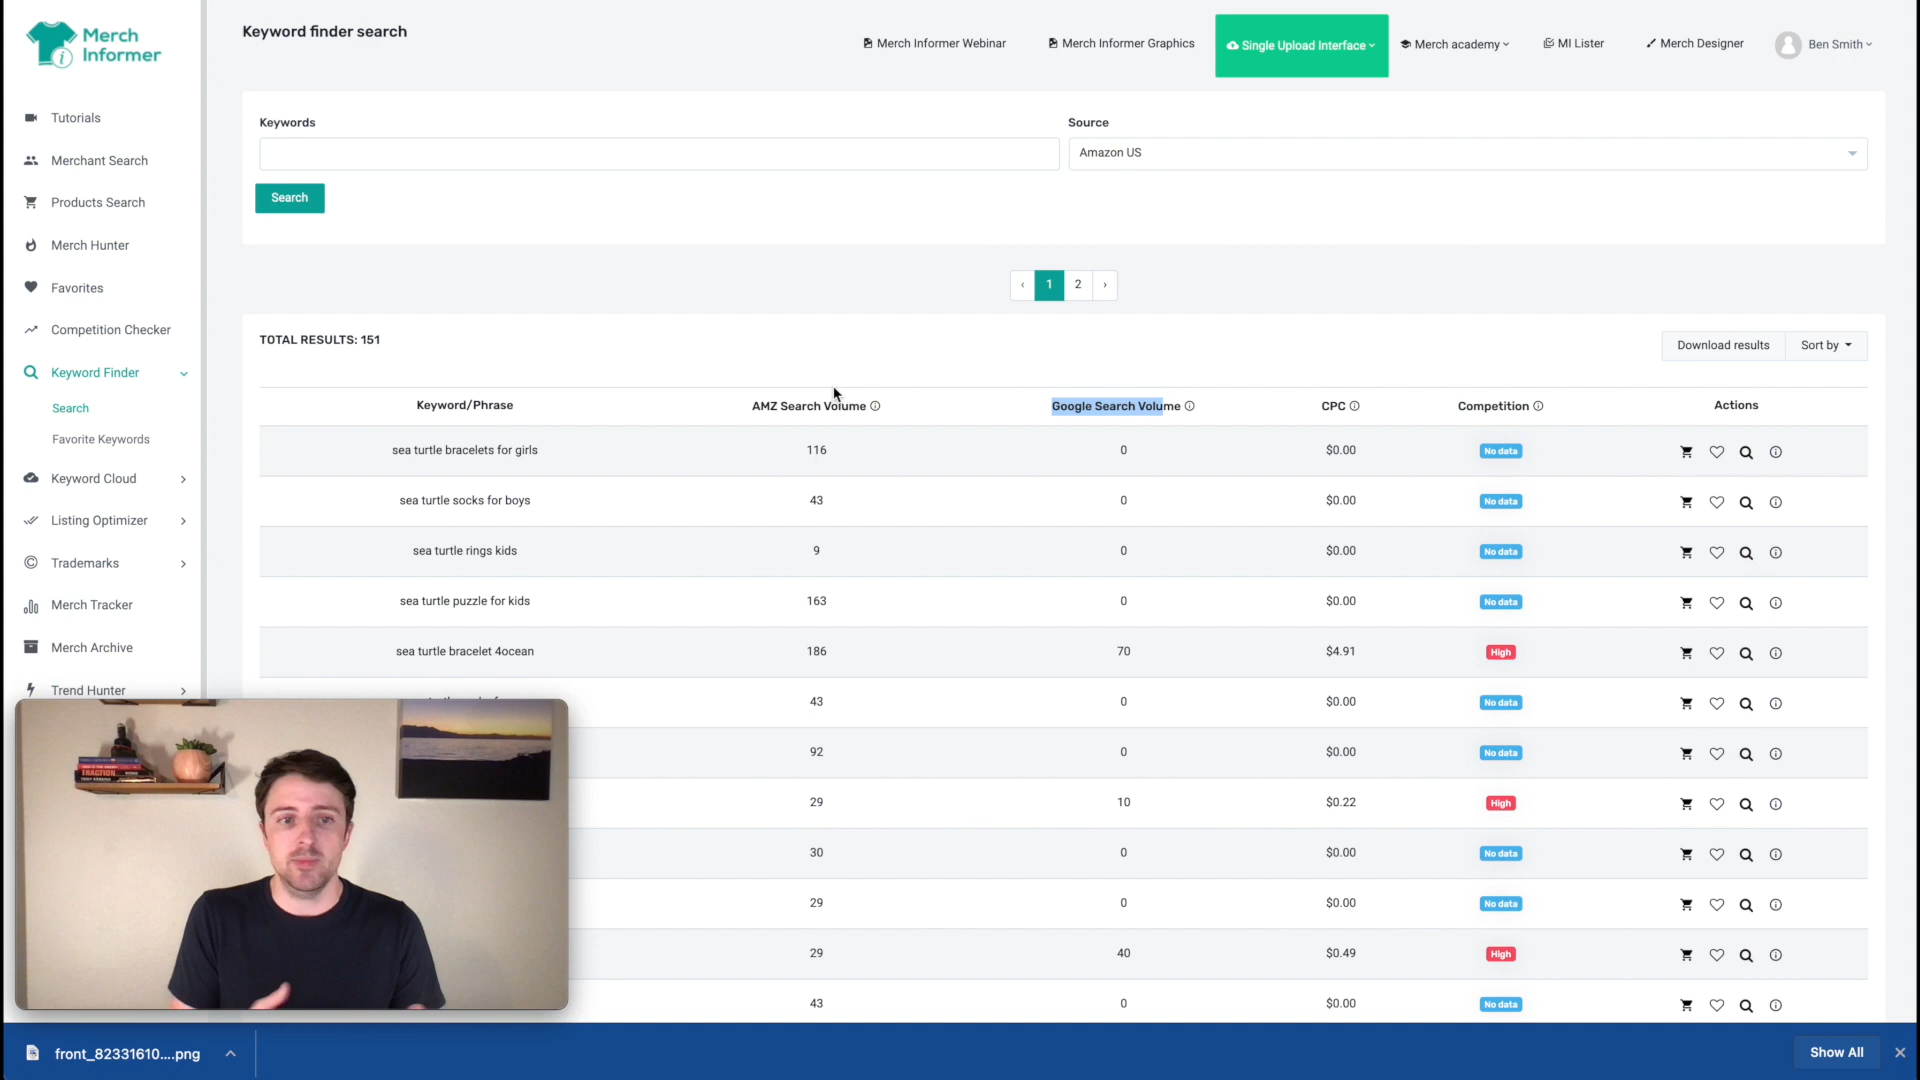 Merch
Informer
Keyword finder search
Merch Informer Webinar
Merch Informer Graphics
Single Upload Interface
Merch academy
MI Lister
Merch Designer
Ben Smith
Tutorials
Merchant Search
Products Search
Merch Hunter
Favorites
Competition Checker
Keyword Finder
Search
Favorite Keywords
Keyword Cloud
Listing Optimizer
Trademarks
Merch Tracker
Merch Archive
Trend Hunter
Keywords
Source
Amazon US
Search
‹ 1 2 ›
TOTAL RESULTS: 151
Download results
Sort by
Keyword/Phrase AMZ Search Volume Google Search Volume CPC Competition Actions
sea turtle bracelets for girls 116 0 $0.00 No data
sea turtle socks for boys 43 0 $0.00 No data
sea turtle rings kids 9 0 $0.00 No data
sea turtle puzzle for kids 163 0 $0.00 No data
sea turtle bracelet 4ocean 186 70 $4.91 High
43 0 $0.00 No data
92 0 $0.00 No data
29 10 $0.22 High
30 0 $0.00 No data
29 0 $0.00 No data
29 40 $0.49 High
43 0 $0.00 No data
TRACTION
front_82331610....png
Show All